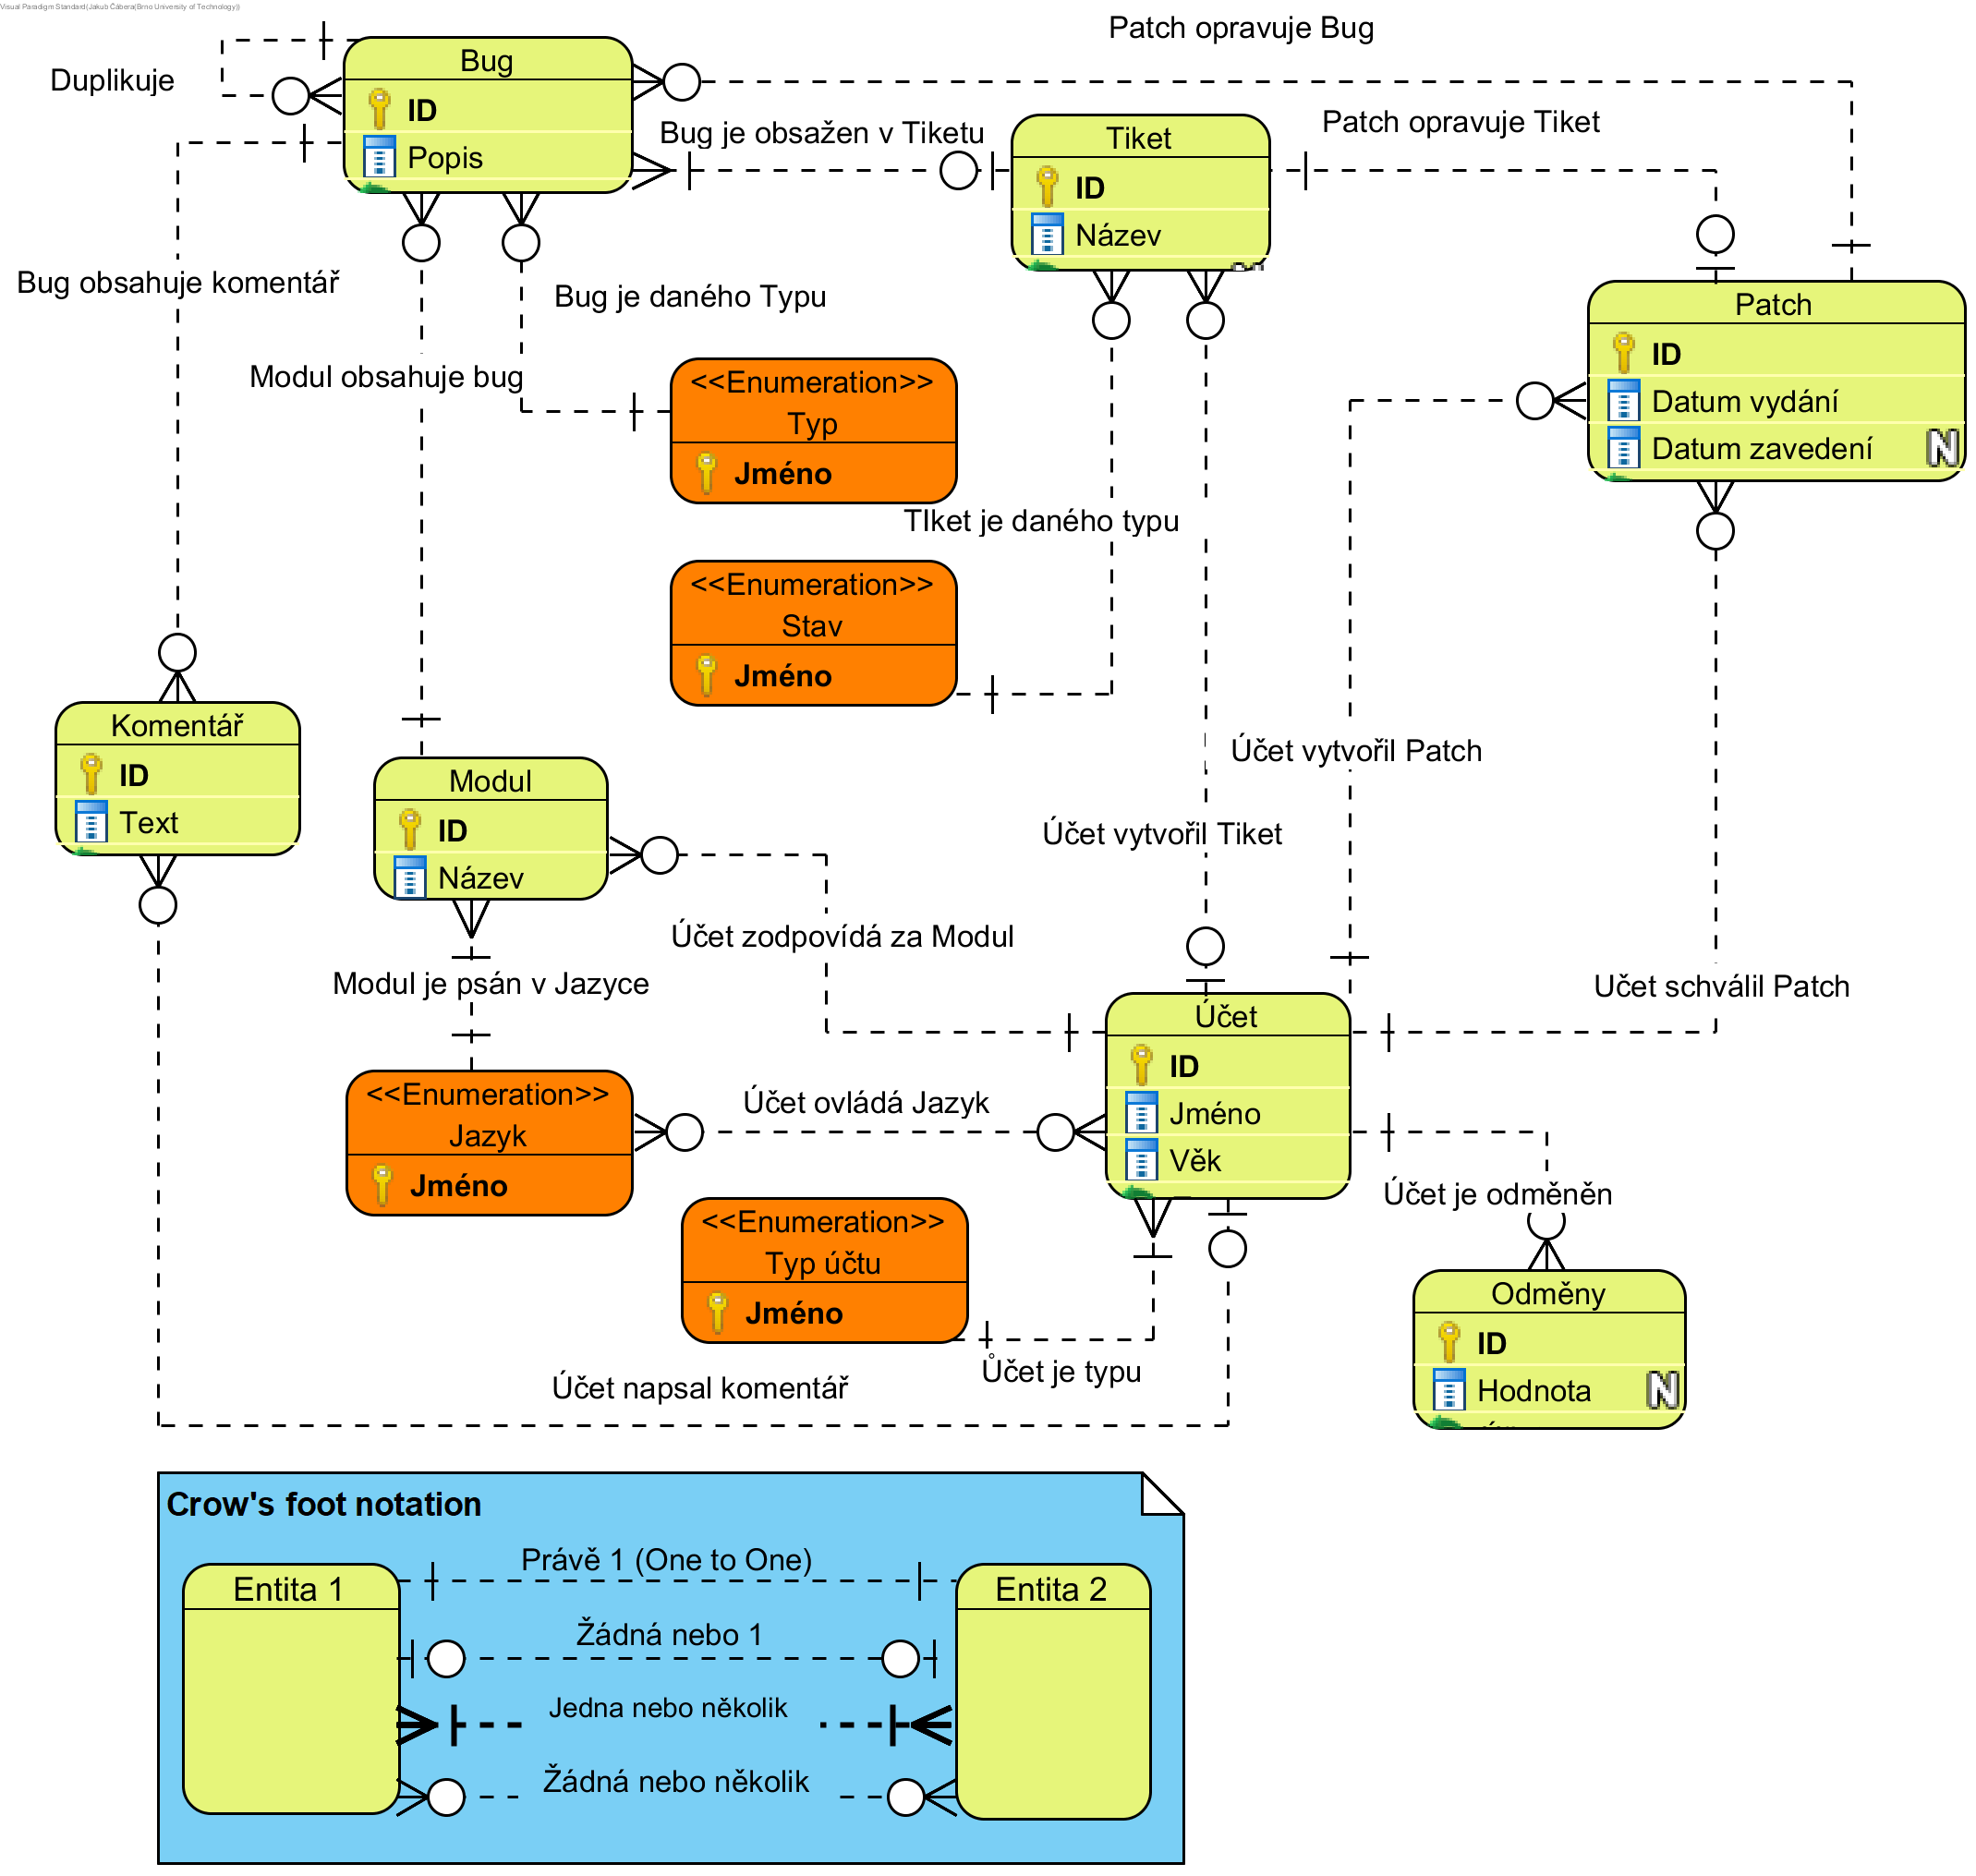 Visual Paradigm Standard(Jakub Čábera(Brno University of Technology))
Patch opravuje Bug
Bug
ID
Popis
Duplikuje
Bug je obsažen v Tiketu
Tiket
ID
Název
Patch opravuje Tiket
Bug obsahuje komentář
Bug je daného Typu
Patch
ID
Datum vydání
Datum zavedení
N
Modul obsahuje bug
<<Enumeration>>
Typ
Jméno
TIket je daného typu
<<Enumeration>>
Stav
Jméno
Komentář
ID
Text
Modul
ID
Název
Účet vytvořil Patch
Účet vytvořil Tiket
Účet zodpovídá za Modul
Modul je psán v Jazyce
Učet schválil Patch
Účet
ID
Jméno
Věk
<<Enumeration>>
Jazyk
Jméno
Účet ovládá Jazyk
Účet je odměněn
<<Enumeration>>
Typ účtu
Jméno
Odměny
ID
Hodnota
N
Ůčet je typu
Účet napsal komentář
Crow's foot notation
Entita 1
Právě 1 (One to One)
Entita 2
Žádná nebo 1
Jedna nebo několik
Žádná nebo několik